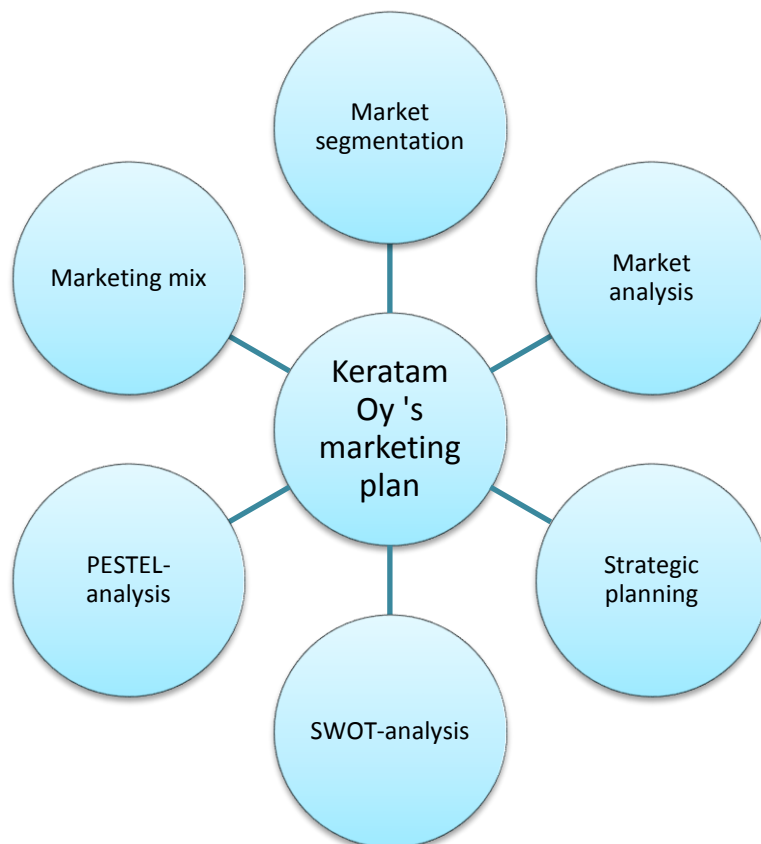 Market
segmentation
Marketing mix
Market
analysis
Keratam
Oy 's
marketing
plan
PESTEL-
analysis
Strategic
planning
SWOT-analysis